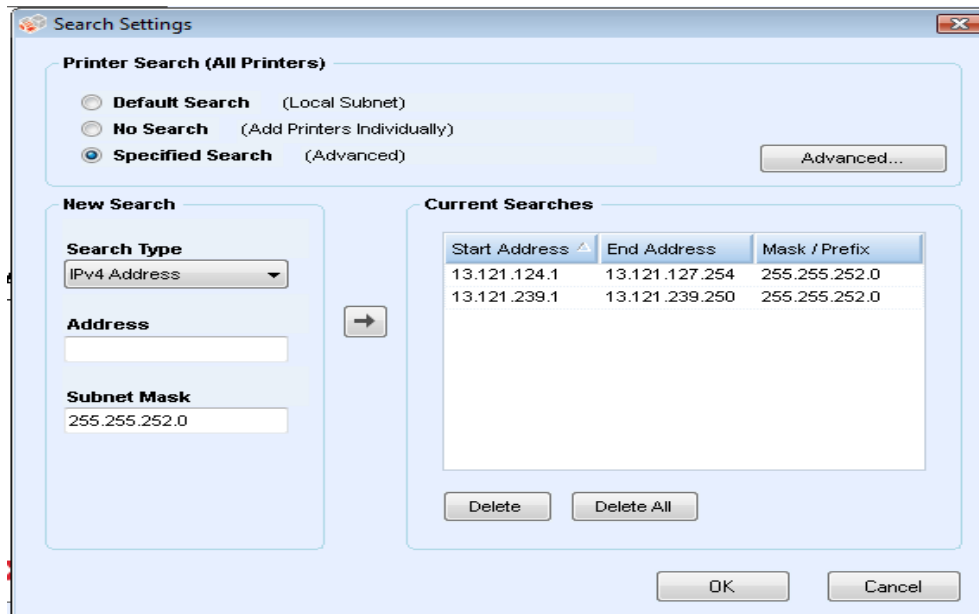 Search Settings
Printer Search (All Printers)
Default Search (Local Subnet)
No Search (Add Printers Individually)
Specified Search (Advanced)
Advanced...
New Search
Search Type
IPv4 Address
Address
Subnet Mask
255.255.252.0
Current Searches
Start Address End Address Mask / Prefix
13.121.124.1 13.121.127.254 255.255.252.0
13.121.239.1 13.121.239.250 255.255.252.0
Delete Delete All
OK Cancel